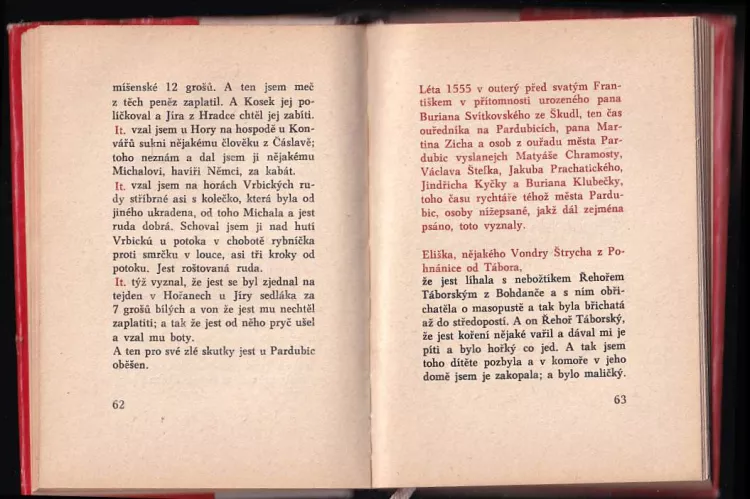 míšenské 12 grošů. A ten jsem meč
z těch peněz zaplatil. A Kosek jej po-
líčkoval a Jíra z Hradce chtěl jej zabíti.
It. vzal jsem u Hory na hospodě u Kon-
vářů sukni nějakému člověku z Čáslavě;
toho neznám a dal jsem ji nějakému
Michalovi, havíři Němci, za kabát.
It. vzal jsem na horách Vrbických ru-
dy stříbrné asi s kolečko, která byla od
jiného ukradena, od toho Michala a jest
ruda dobrá. Schoval jsem ji nad hutí
Vrbickú u potoka v chobotě rybníčka
proti smrčku v louce, asi tři kroky od
potoku. Jest roštovaná ruda.
It. týž vyznal, že jest se byl zjednal na
tejden v Hořanech u Jíry sedláka za
7 grošů bílých a von že jest mu nechtěl
zaplatiti; a tak že jest od něho pryč ušel
a vzal mu boty.
A ten pro své zlé skutky jest u Pardubic
oběšen.
62
Léta 1555 v outerý před svatým Fran-
tiškem v přítomnosti urozeného pana
Buriana Svitkovského ze Škudl, ten čas
ouředníka na Pardubicích, pana Mar-
tina Zicha a osob z ouřadu města Par-
dubic vyslanejch Matyáše Chramosty,
Václava Štefka, Jakuba Prachatického,
Jindřicha Kyčky a Buriana Klubečky,
toho času rychtáře téhož města Pardu-
bic, osoby nížepsané, jakž dál zejména
psáno, toto vyznaly.
Eliška, nějakého Vondry Štrycha z Po-
hnánice od Tábora,
že jest líhala s nebožtíkem Řehořem
Táborským z Bohdanče a s ním obři-
chatěla o masopustě a tak byla břichatá
až do středopostí. A on Řehoř Táborský,
že jest koření nějaké vařil a dával mi je
píti a bylo hořký co jed. A tak jsem
toho dítěte pozbyla a v komoře v jeho
domě jsem je zakopala; a bylo maličký.
63